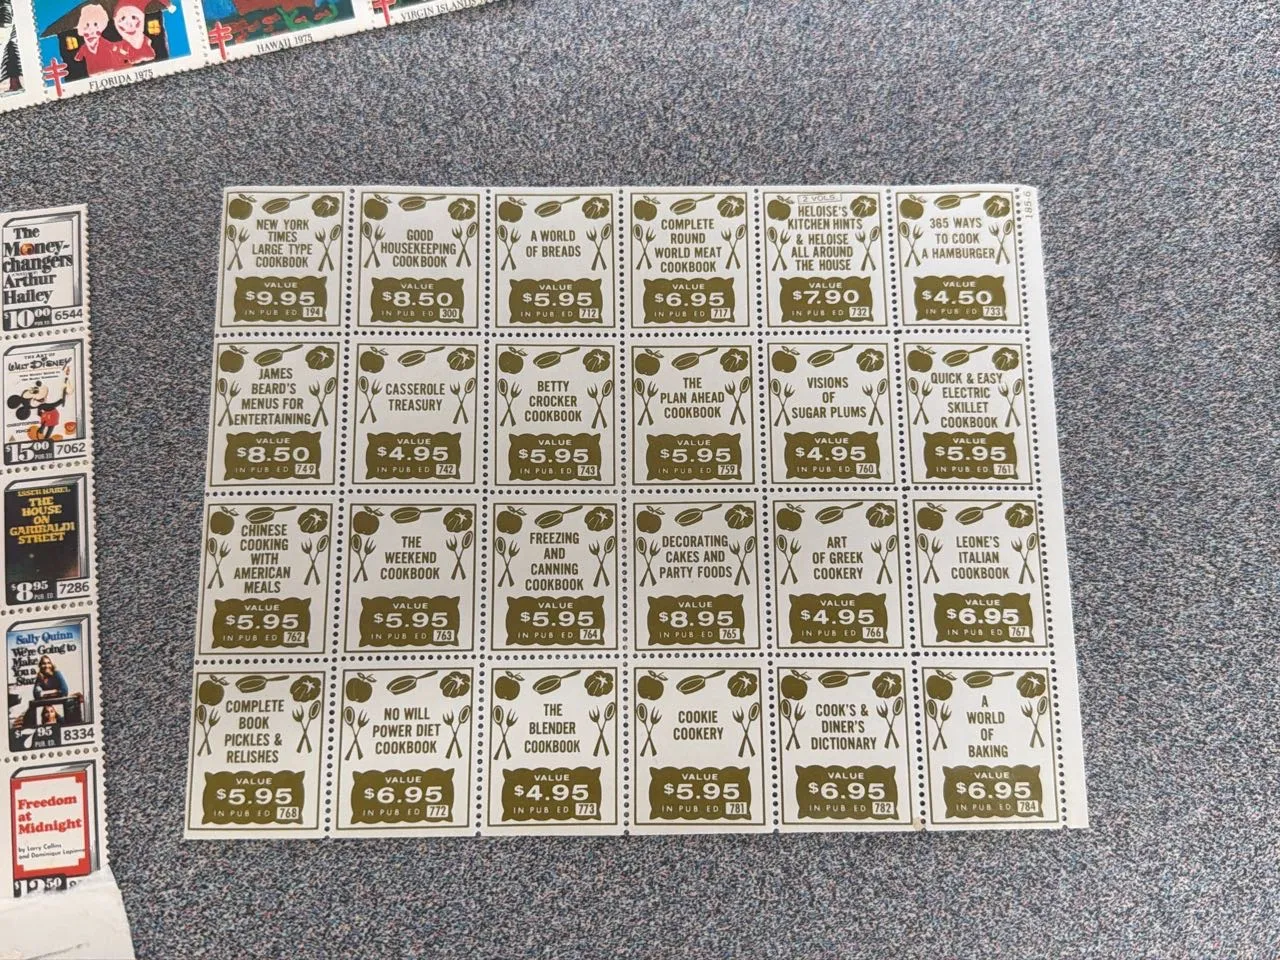 FLORIDA 1975
HAWAII 1975
VIRGIN ISLANDS
The
Money-
changers
Arthur
Hailey
$10 00
PUB. ED.
6544
THE ART OF
WALT DISNEY
$15 00
PUB. ED.
7062
ISSER HAREL
THE
HOUSE
ON
GARIBALDI
STREET
$8 95
PUB. ED.
7286
Sally Quinn
We're Going to
Make
You a
Star
$7 95
PUB. ED.
8334
Freedom
at
Midnight
by Larry Collins
and Dominique Lapierre
$12 50
NEW YORK
TIMES
LARGE TYPE
COOKBOOK
VALUE
$9.95
IN PUB ED 194
GOOD
HOUSEKEEPING
COOKBOOK
VALUE
$8.50
IN PUB ED 300
A WORLD
OF BREADS
VALUE
$5.95
IN PUB ED 712
COMPLETE
ROUND
WORLD MEAT
COOKBOOK
VALUE
$6.95
IN PUB ED 717
2 VOLS.
HELOISE'S
KITCHEN HINTS
& HELOISE
ALL AROUND
THE HOUSE
VALUE
$7.90
IN PUB ED 732
365 WAYS
TO COOK
A HAMBURGER
VALUE
$4.50
IN PUB ED 733
185-6
JAMES
BEARD'S
MENUS FOR
ENTERTAINING
VALUE
$8.50
IN PUB ED 749
CASSEROLE
TREASURY
VALUE
$4.95
IN PUB ED 742
BETTY
CROCKER
COOKBOOK
VALUE
$5.95
IN PUB ED 743
THE
PLAN AHEAD
COOKBOOK
VALUE
$5.95
IN PUB ED 759
VISIONS
OF
SUGAR PLUMS
VALUE
$4.95
IN PUB ED 760
QUICK & EASY
ELECTRIC
SKILLET
COOKBOOK
VALUE
$5.95
IN PUB ED 761
CHINESE
COOKING
WITH
AMERICAN
MEALS
VALUE
$5.95
IN PUB ED 762
THE
WEEKEND
COOKBOOK
VALUE
$5.95
IN PUB ED 763
FREEZING
AND
CANNING
COOKBOOK
VALUE
$5.95
IN PUB ED 764
DECORATING
CAKES AND
PARTY FOODS
VALUE
$8.95
IN PUB ED 765
ART
OF GREEK
COOKERY
VALUE
$4.95
IN PUB ED 766
LEONE'S
ITALIAN
COOKBOOK
VALUE
$6.95
IN PUB ED 767
COMPLETE
BOOK
PICKLES &
RELISHES
VALUE
$5.95
IN PUB ED 768
NO WILL
POWER DIET
COOKBOOK
VALUE
$6.95
IN PUB ED 772
THE
BLENDER
COOKBOOK
VALUE
$4.95
IN PUB ED 773
COOKIE
COOKERY
VALUE
$5.95
IN PUB ED 781
COOK'S &
DINER'S
DICTIONARY
VALUE
$6.95
IN PUB ED 782
A
WORLD
OF
BAKING
VALUE
$6.95
IN PUB ED 784